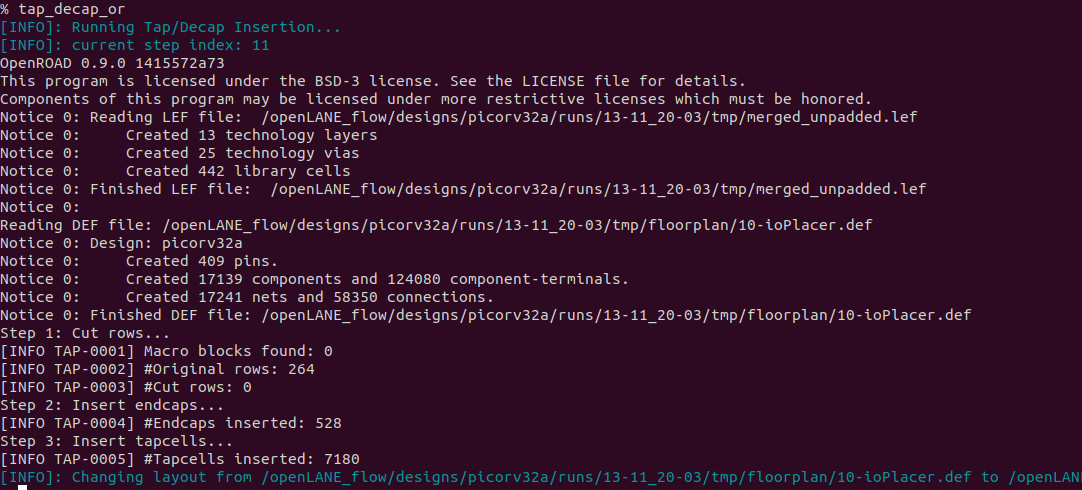 % tap_decap_or
[INFO]: Running Tap/Decap Insertion...
[INFO]: current step index: 11
OpenROAD 0.9.0 1415572a73
This program is licensed under the BSD-3 license. See the LICENSE file for details.
Components of this program may be licensed under more restrictive licenses which must be honored.
Notice 0: Reading LEF file:  /openLANE_flow/designs/picorv32a/runs/13-11_20-03/tmp/merged_unpadded.lef
Notice 0:     Created 13 technology layers
Notice 0:     Created 25 technology vias
Notice 0:     Created 442 library cells
Notice 0: Finished LEF file:  /openLANE_flow/designs/picorv32a/runs/13-11_20-03/tmp/merged_unpadded.lef
Notice 0:
Reading DEF file: /openLANE_flow/designs/picorv32a/runs/13-11_20-03/tmp/floorplan/10-ioPlacer.def
Notice 0: Design: picorv32a
Notice 0:     Created 409 pins.
Notice 0:     Created 17139 components and 124080 component-terminals.
Notice 0:     Created 17241 nets and 58350 connections.
Notice 0: Finished DEF file: /openLANE_flow/designs/picorv32a/runs/13-11_20-03/tmp/floorplan/10-ioPlacer.def
Step 1: Cut rows...
[INFO TAP-0001] Macro blocks found: 0
[INFO TAP-0002] #Original rows: 264
[INFO TAP-0003] #Cut rows: 0
Step 2: Insert endcaps...
[INFO TAP-0004] #Endcaps inserted: 528
Step 3: Insert tapcells...
[INFO TAP-0005] #Tapcells inserted: 7180
[INFO]: Changing layout from /openLANE_flow/designs/picorv32a/runs/13-11_20-03/tmp/floorplan/10-ioPlacer.def to /openLAN